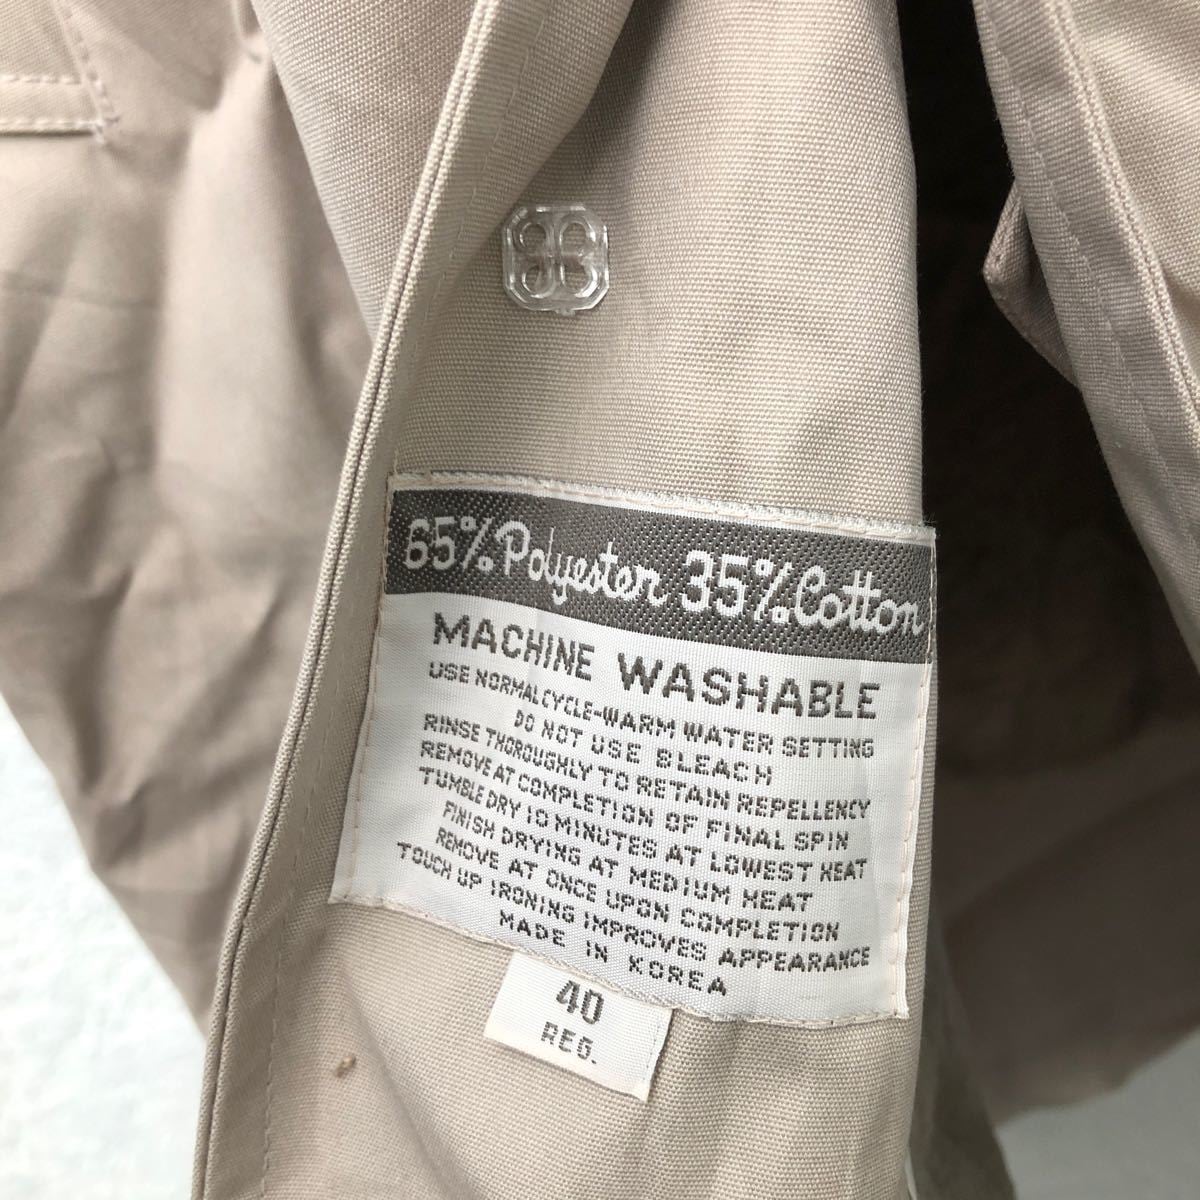 65% Polyester 35% Cotton
MACHINE WASHABLE
USE NORMAL CYCLE-WARM WATER SETTING
DO NOT USE BLEACH
RINSE THOROUGHLY TO RETAIN REPELLENCY
REMOVE AT COMPLETION OF FINAL SPIN
TUMBLE DRY 10 MINUTES AT LOWEST HEAT
FINISH DRYING AT MEDIUM HEAT
REMOVE AT ONCE UPON COMPLETION
TOUCH UP IRONING IMPROVES APPEARANCE
MADE IN KOREA
40
REG.